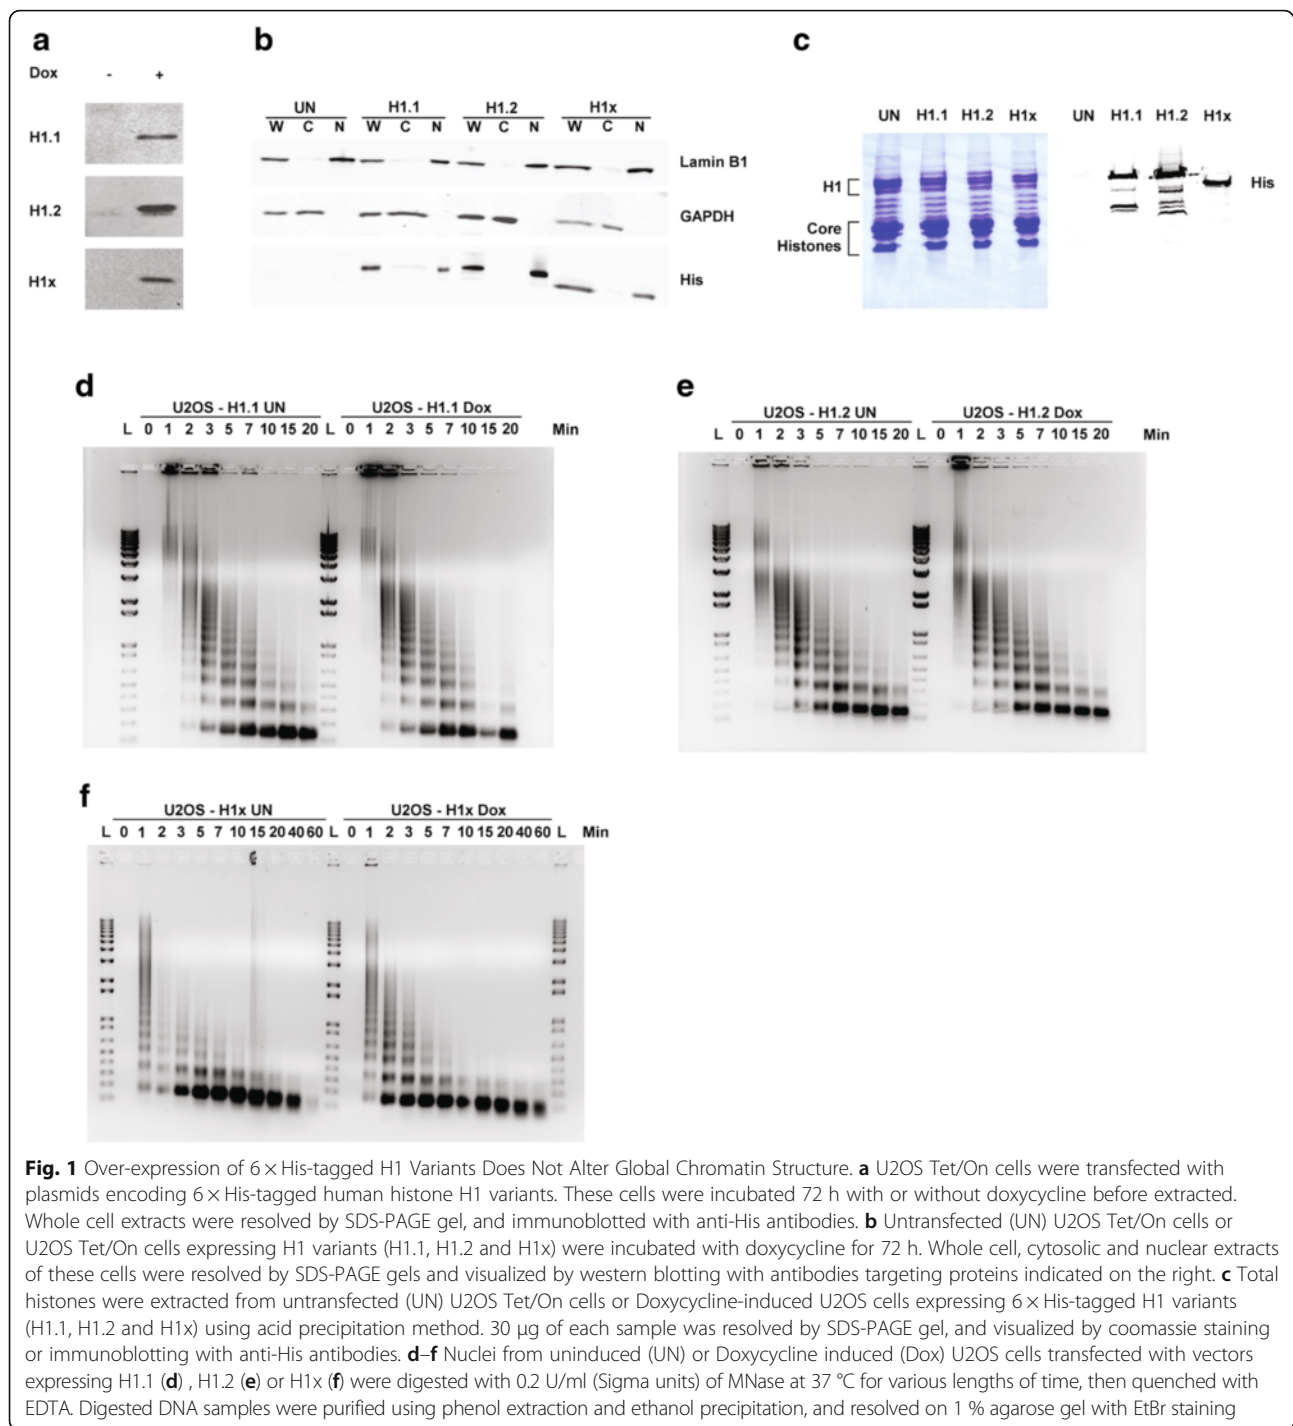 a
Dox - +
H1.1
H1.2
H1x
b
UN H1.1 H1.2 H1x
W C N W C N W C N W C N
Lamin B1
GAPDH
His
c
UN H1.1 H1.2 H1x UN H1.1 H1.2 H1x
H1
His
Core
Histones
d
U2OS - H1.1 UN U2OS - H1.1 Dox
L 0 1 2 3 5 7 10 15 20 L 0 1 2 3 5 7 10 15 20 Min
e
U2OS - H1.2 UN U2OS - H1.2 Dox
L 0 1 2 3 5 7 10 15 20 L 0 1 2 3 5 7 10 15 20 Min
f
U2OS - H1x UN U2OS - H1x Dox
L 0 1 2 3 5 7 10 15 20 40 60 L 0 1 2 3 5 7 10 15 20 40 60 L Min
Fig. 1 Over-expression of 6 × His-tagged H1 Variants Does Not Alter Global Chromatin Structure. a U2OS Tet/On cells were transfected with
plasmids encoding 6 × His-tagged human histone H1 variants. These cells were incubated 72 h with or without doxycycline before extracted.
Whole cell extracts were resolved by SDS-PAGE gel, and immunoblotted with anti-His antibodies. b Untransfected (UN) U2OS Tet/On cells or
U2OS Tet/On cells expressing H1 variants (H1.1, H1.2 and H1x) were incubated with doxycycline for 72 h. Whole cell, cytosolic and nuclear extracts
of these cells were resolved by SDS-PAGE gels and visualized by western blotting with antibodies targeting proteins indicated on the right. c Total
histones were extracted from untransfected (UN) U2OS Tet/On cells or Doxycycline-induced U2OS cells expressing 6 × His-tagged H1 variants
(H1.1, H1.2 and H1x) using acid precipitation method. 30 μg of each sample was resolved by SDS-PAGE gel, and visualized by coomassie staining
or immunoblotting with anti-His antibodies. d–f Nuclei from uninduced (UN) or Doxycycline induced (Dox) U2OS cells transfected with vectors
expressing H1.1 (d) , H1.2 (e) or H1x (f) were digested with 0.2 U/ml (Sigma units) of MNase at 37 °C for various lengths of time, then quenched with
EDTA. Digested DNA samples were purified using phenol extraction and ethanol precipitation, and resolved on 1 % agarose gel with EtBr staining